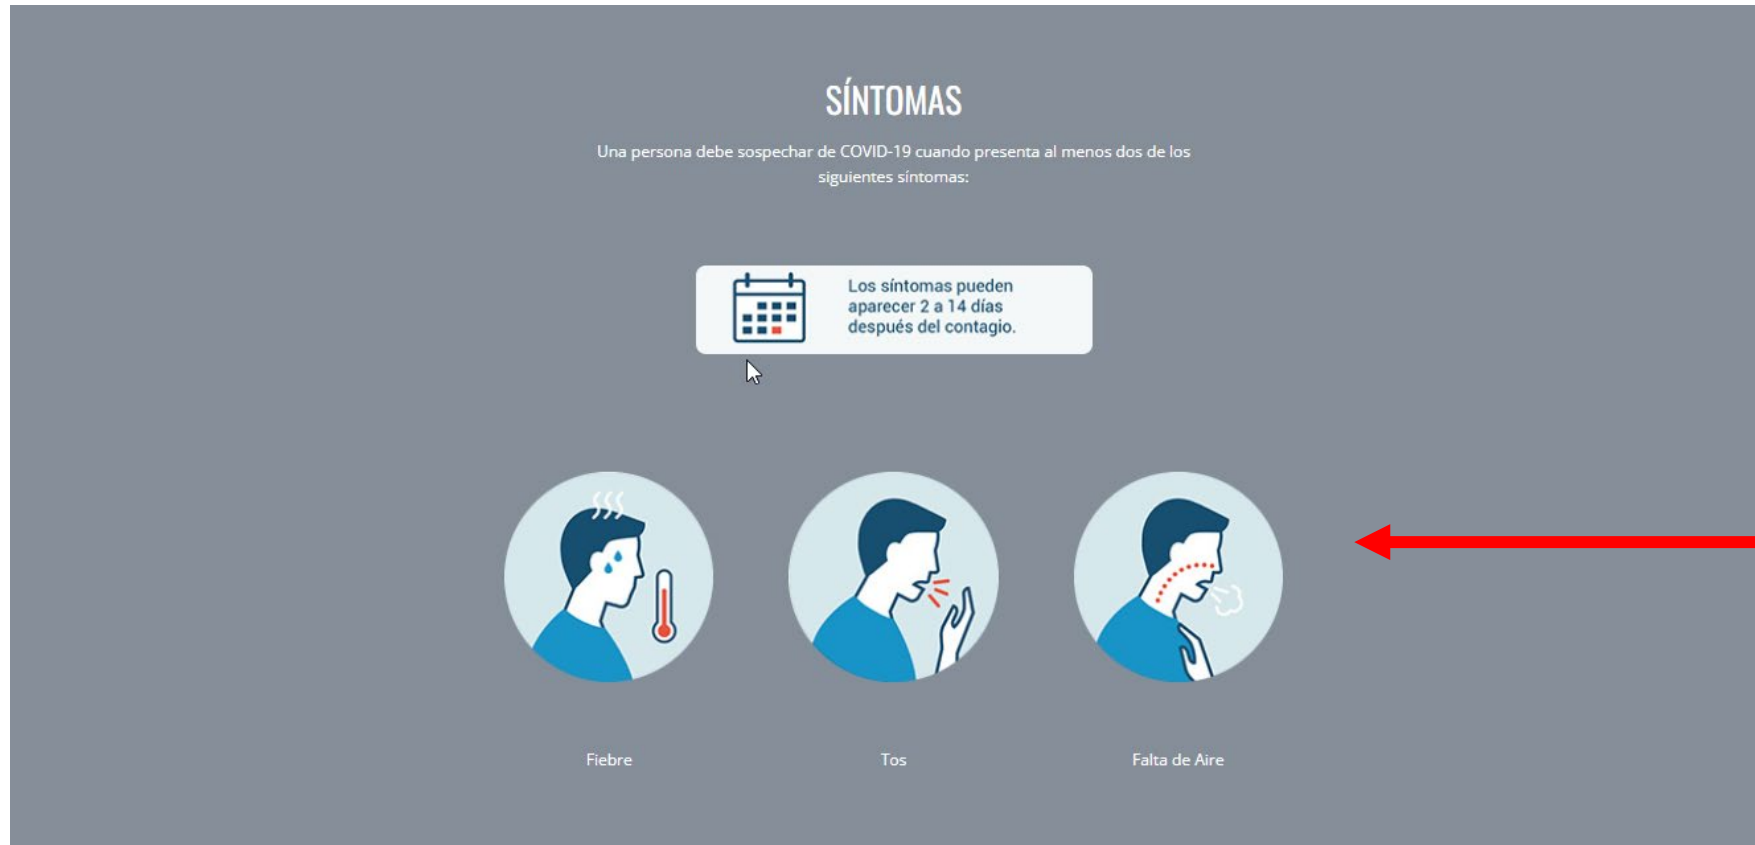 SÍNTOMAS
Una persona debe sospechar de COVID-19 cuando presenta al menos dos de los
siguientes síntomas:
Los síntomas pueden
aparecer 2 a 14 días
después del contagio.
Fiebre
Tos
Falta de Aire